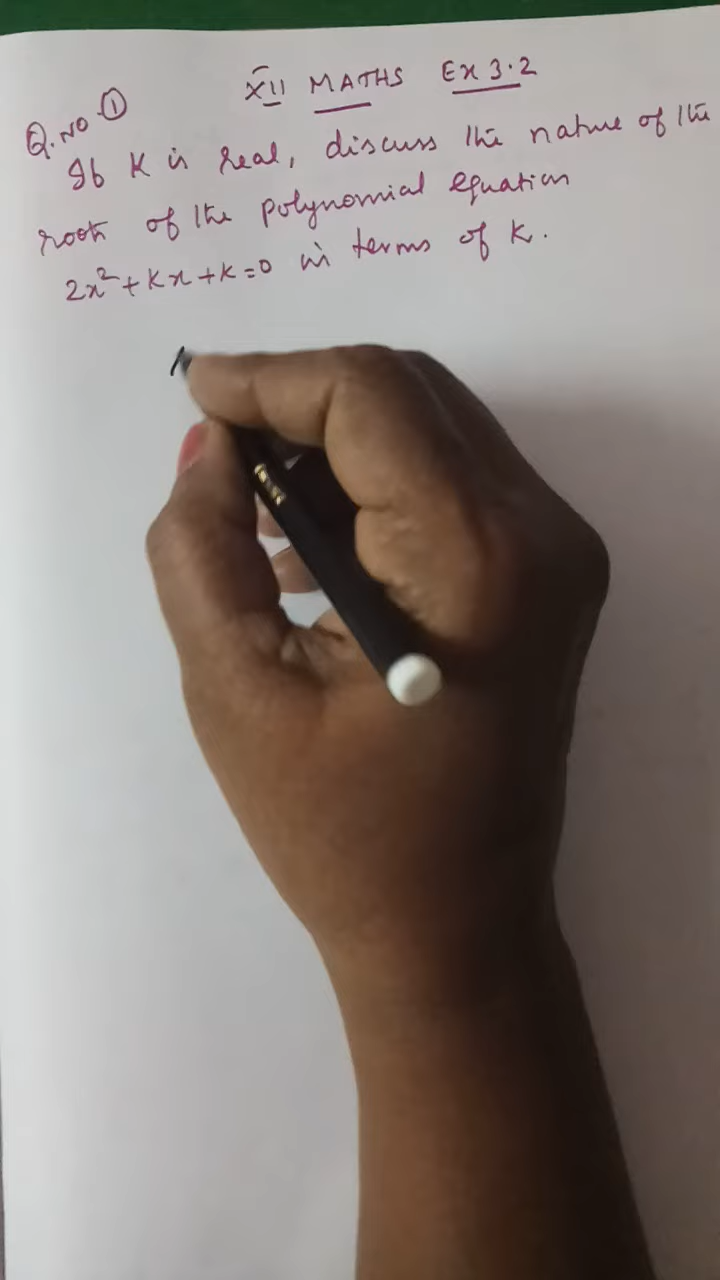 XII MATHS Ex 3.2
Q.No ①
If K is real, discuss the nature of the
roots of the polynomial equation
2x²+kx+k=0 in terms of k.